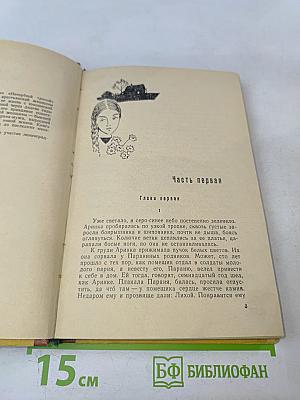 Часть первая
Глава первая
1
Уже светало, и серо-синее небо постепенно зеленело.
Аринка пробиралась по узкой тропке, сквозь густые за-
росли боярышника и шиповника, почти не дыша, боясь
оглянуться. Колючие ветки цеплялись за ее платье, ца-
рапали босые ноги, но она не останавливалась.
К груди Аринка прижимала пучок белых цветов. Их
она сорвала у Параниных родников. Может, сто лет
прошло с тех пор, как помещик отдал в солдаты моло-
дого парня, а невесту его, Параню, велел привести
к себе в дом. Ей тогда, говорят, семнадцатый год шел,
как Аринке. Плакала Параня, билась, просила отпу-
стить, да что там — у помещика сердце жестче камня.
Недаром ему и прозвище дали: Лихой. Понравится ему
3
15 см
БФ БИБЛИОФАН